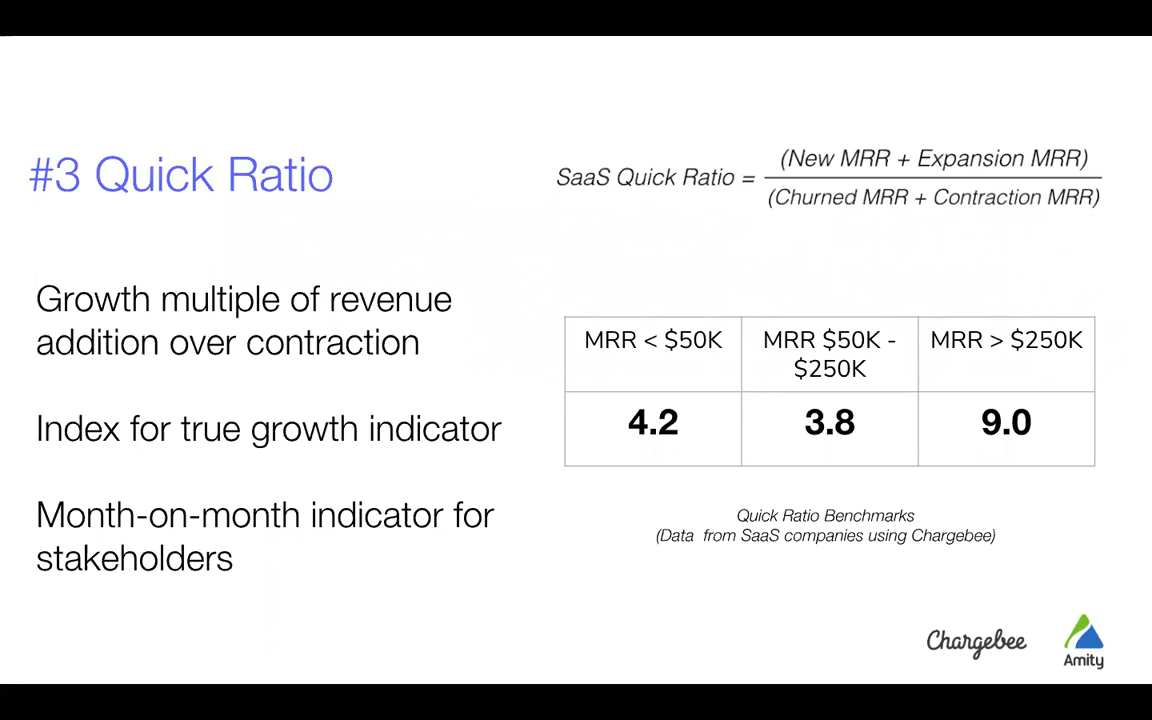 #3 Quick Ratio
SaaS Quick Ratio =
(New MRR + Expansion MRR)
(Churned MRR + Contraction MRR)
Growth multiple of revenue
addition over contraction
Index for true growth indicator
Month-on-month indicator for
stakeholders
MRR < $50K
MRR $50K -
$250K
MRR > $250K
4.2
3.8
9.0
Quick Ratio Benchmarks
(Data from SaaS companies using Chargebee)
Chargebee
Amity